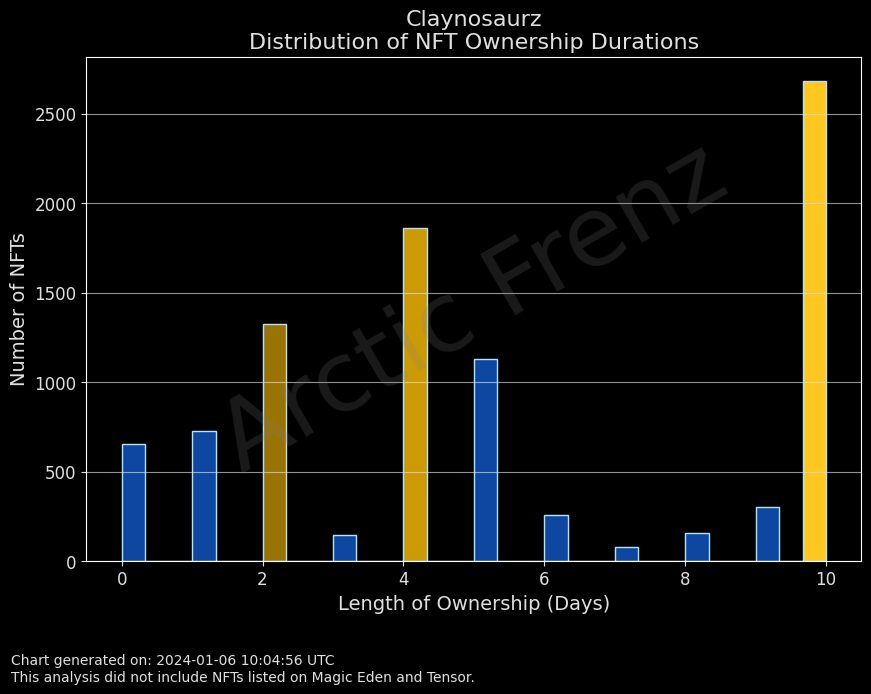 Claynosaurz
Distribution of NFT Ownership Durations
Number of NFTs
2500
2000
1500
1000
500
0
Arctic Frenz
0 2 4 6 8 10
Length of Ownership (Days)
Chart generated on: 2024-01-06 10:04:56 UTC
This analysis did not include NFTs listed on Magic Eden and Tensor.